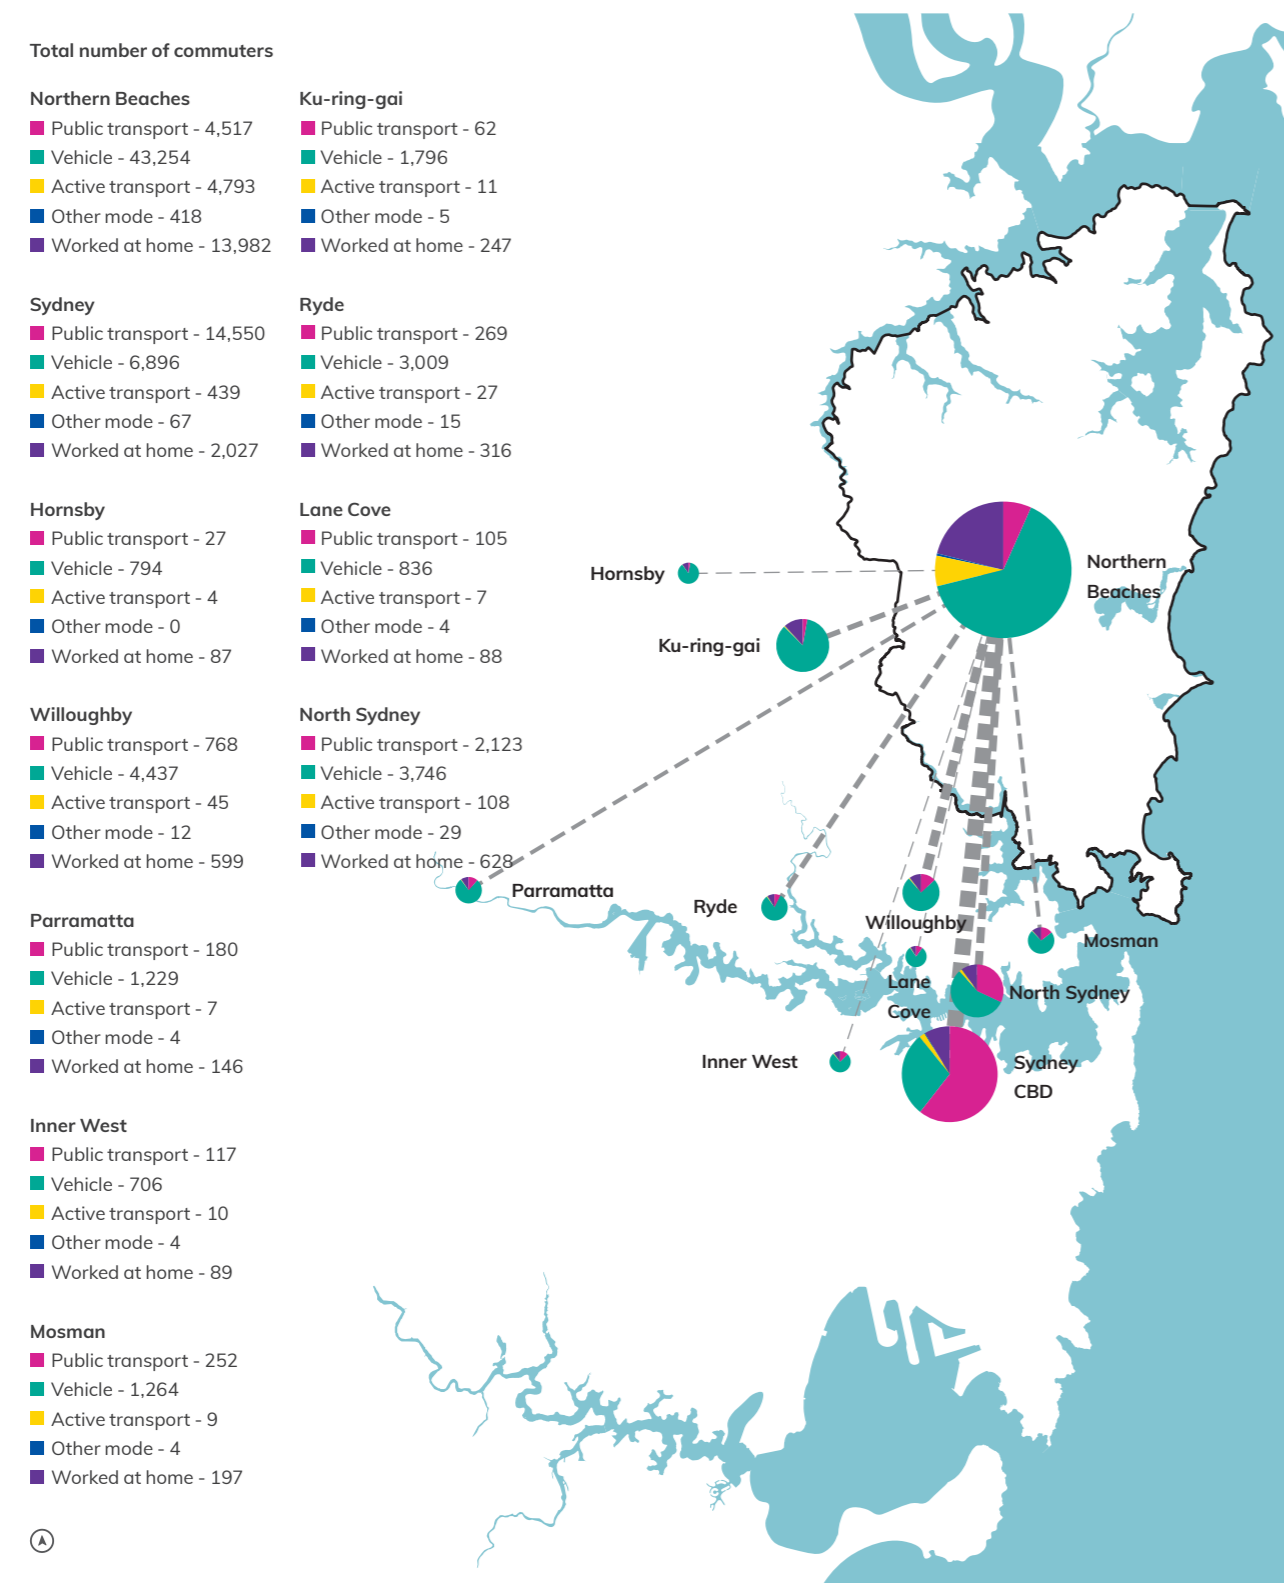 Total number of commuters
Northern Beaches
Public transport - 4,517
Vehicle - 43,254
Active transport - 4,793
Other mode - 418
Worked at home - 13,982
Sydney
Public transport - 14,550
Vehicle - 6,896
Active transport - 439
Other mode - 67
Worked at home - 2,027
Hornsby
Public transport - 27
Vehicle - 794
Active transport - 4
Other mode - 0
Worked at home - 87
Willoughby
Public transport - 768
Vehicle - 4,437
Active transport - 45
Other mode - 12
Worked at home - 599
Parramatta
Public transport - 180
Vehicle - 1,229
Active transport - 7
Other mode - 4
Worked at home - 146
Inner West
Public transport - 117
Vehicle - 706
Active transport - 10
Other mode - 4
Worked at home - 89
Mosman
Public transport - 252
Vehicle - 1,264
Active transport - 9
Other mode - 4
Worked at home - 197
Ku-ring-gai
Public transport - 62
Vehicle - 1,796
Active transport - 11
Other mode - 5
Worked at home - 247
Ryde
Public transport - 269
Vehicle - 3,009
Active transport - 27
Other mode - 15
Worked at home - 316
Lane Cove
Public transport - 105
Vehicle - 836
Active transport - 7
Other mode - 4
Worked at home - 88
North Sydney
Public transport - 2,123
Vehicle - 3,746
Active transport - 108
Other mode - 29
Worked at home - 628
Northern
Beaches
Hornsby
Ku-ring-gai
Parramatta
Ryde
Willoughby
Mosman
Lane
Cove
North Sydney
Inner West
Sydney
CBD